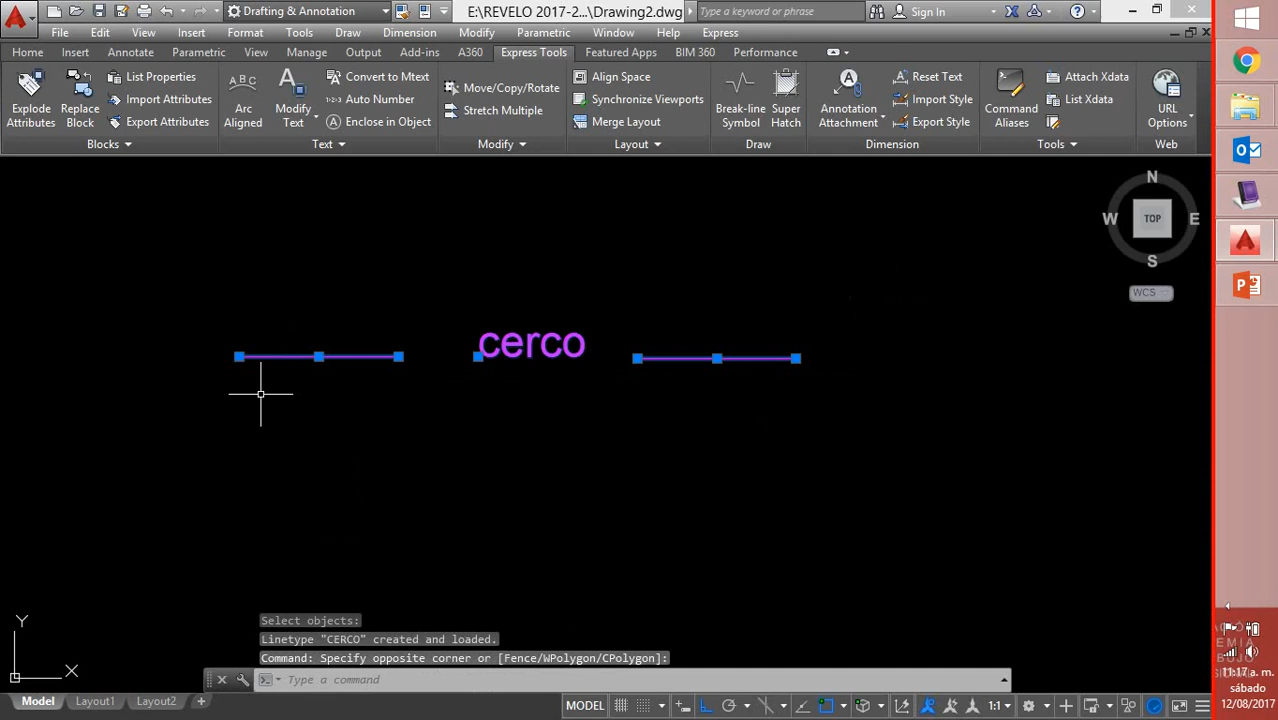 Drafting & Annotation
E:\REVELO 2017-2...\Drawing2.dwg
Type a keyword or phrase
Sign In
File Edit View Insert Format Tools Draw Dimension Modify Parametric Window Help Express
Home Insert Annotate Parametric View Manage Output Add-ins A360 Express Tools Featured Apps BIM 360 Performance
Explode Attributes
Replace Block
List Properties
Import Attributes
Export Attributes
Blocks
Arc Aligned
Modify Text
Convert to Mtext
Auto Number
Enclose in Object
Text
Move/Copy/Rotate
Stretch Multiple
Modify
Align Space
Synchronize Viewports
Merge Layout
Layout
Break-line Symbol
Super Hatch
Draw
Annotation Attachment
Reset Text
Import Style
Export Style
Dimension
Command Aliases
Attach Xdata
List Xdata
Tools
URL Options
Web
N
W TOP E
S
WCS
cerco
Y
X
Select objects:
Linetype "CERCO" created and loaded.
Command: Specify opposite corner or [Fence/WPolygon/CPolygon]:
Type a command
Model Layout1 Layout2 +
MODEL
1:1
11:17 a. m.
sábado
12/08/2017